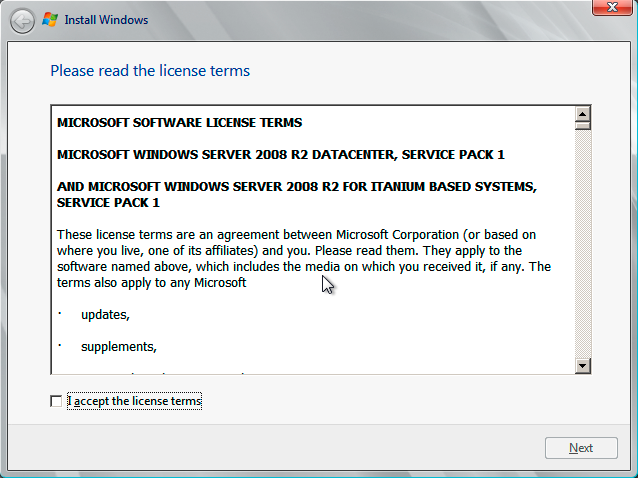 Install Windows
Please read the license terms
MICROSOFT SOFTWARE LICENSE TERMS
MICROSOFT WINDOWS SERVER 2008 R2 DATACENTER, SERVICE PACK 1
AND MICROSOFT WINDOWS SERVER 2008 R2 FOR ITANIUM BASED SYSTEMS,
SERVICE PACK 1
These license terms are an agreement between Microsoft Corporation (or based on
where you live, one of its affiliates) and you. Please read them. They apply to the
software named above, which includes the media on which you received it, if any. The
terms also apply to any Microsoft
· updates,
· supplements,
I accept the license terms
Next